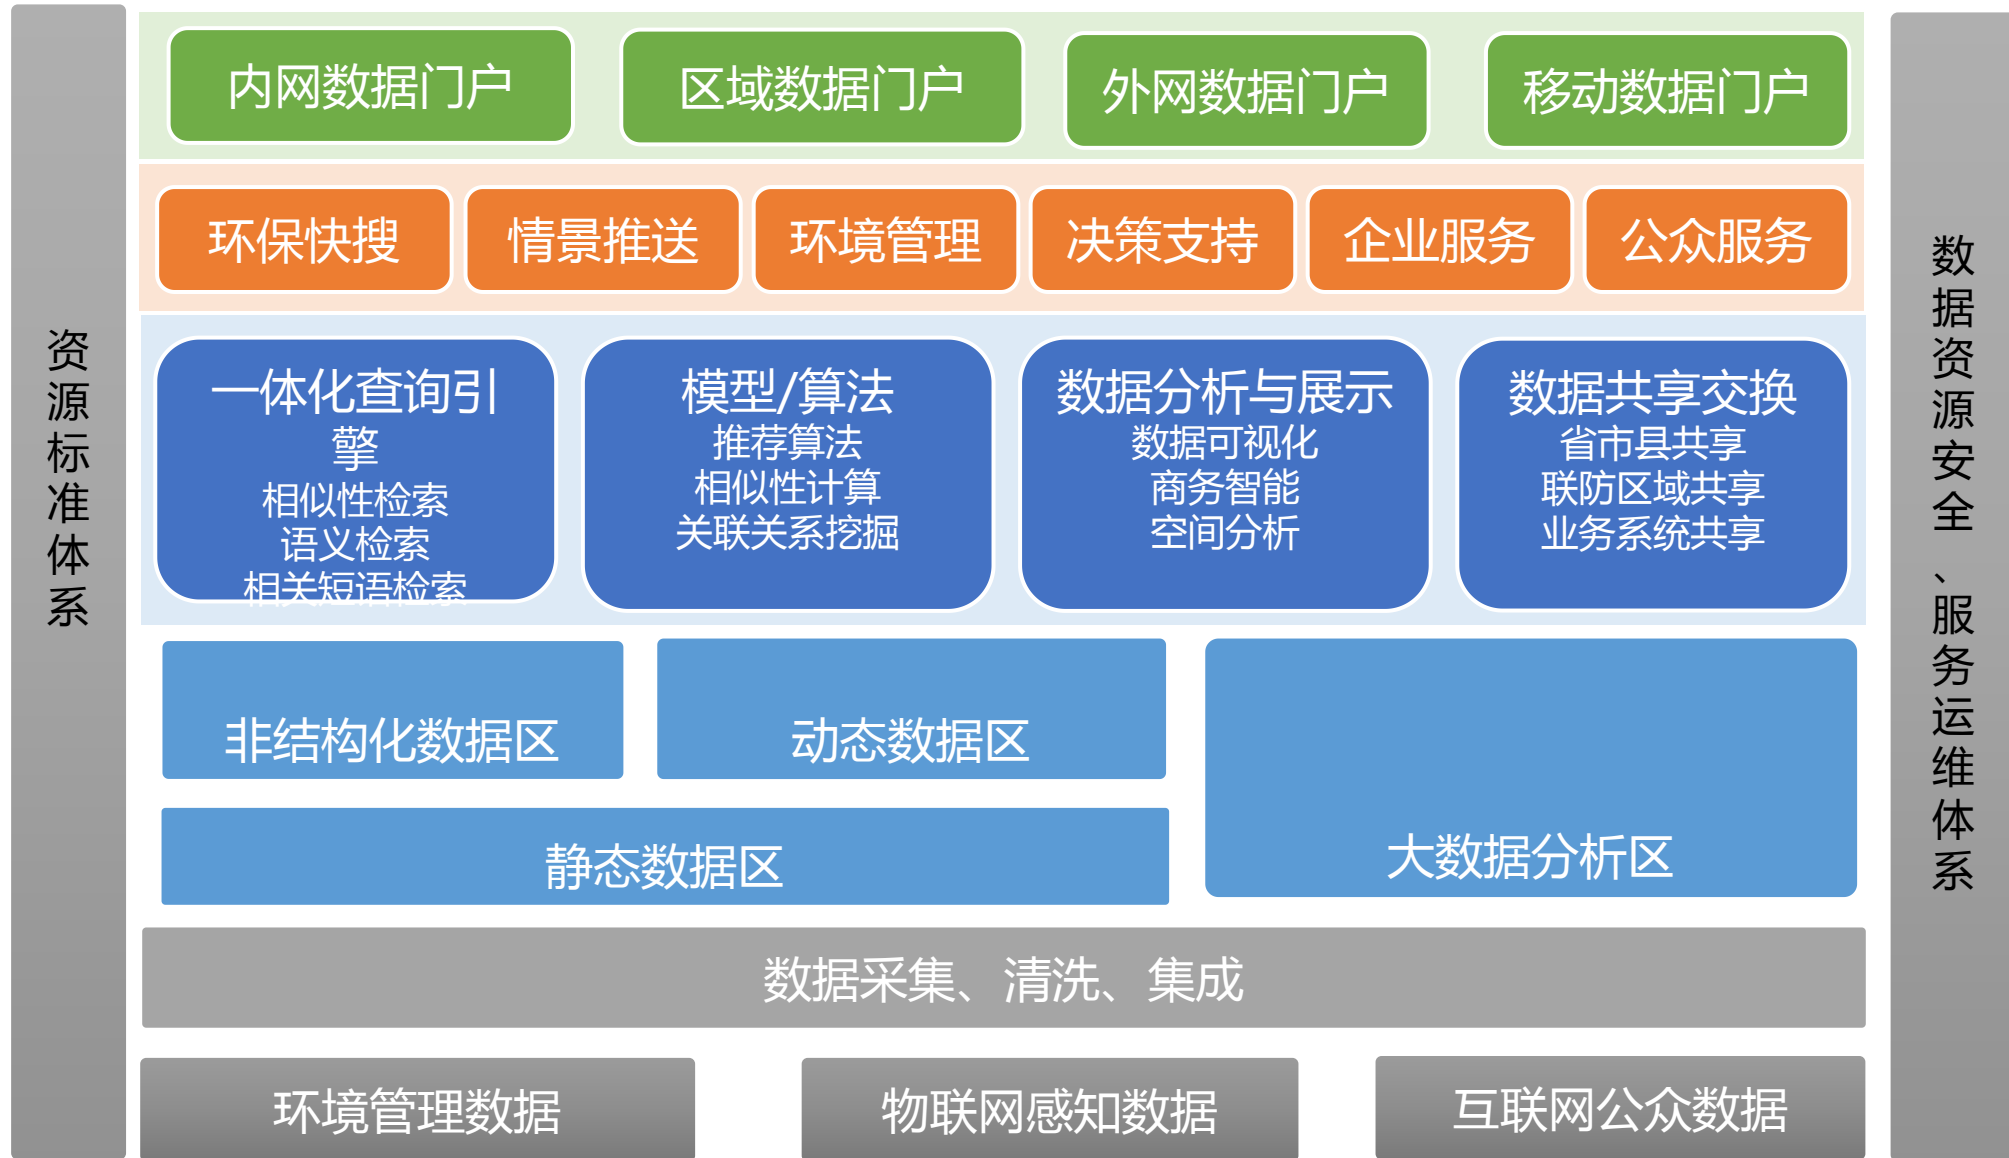 资源标准体系
内网数据门户
区域数据门户
外网数据门户
移动数据门户
环保快搜
情景推送
环境管理
决策支持
企业服务
公众服务
一体化查询引
擎
相似性检索
语义检索
相关短语检索
模型/算法
推荐算法
相似性计算
关联关系挖掘
数据分析与展示
数据可视化
商务智能
空间分析
数据共享交换
省市县共享
联防区域共享
业务系统共享
非结构化数据区
动态数据区
静态数据区
大数据分析区
数据采集、清洗、集成
环境管理数据
物联网感知数据
互联网公众数据
数据资源安全、服务运维体系